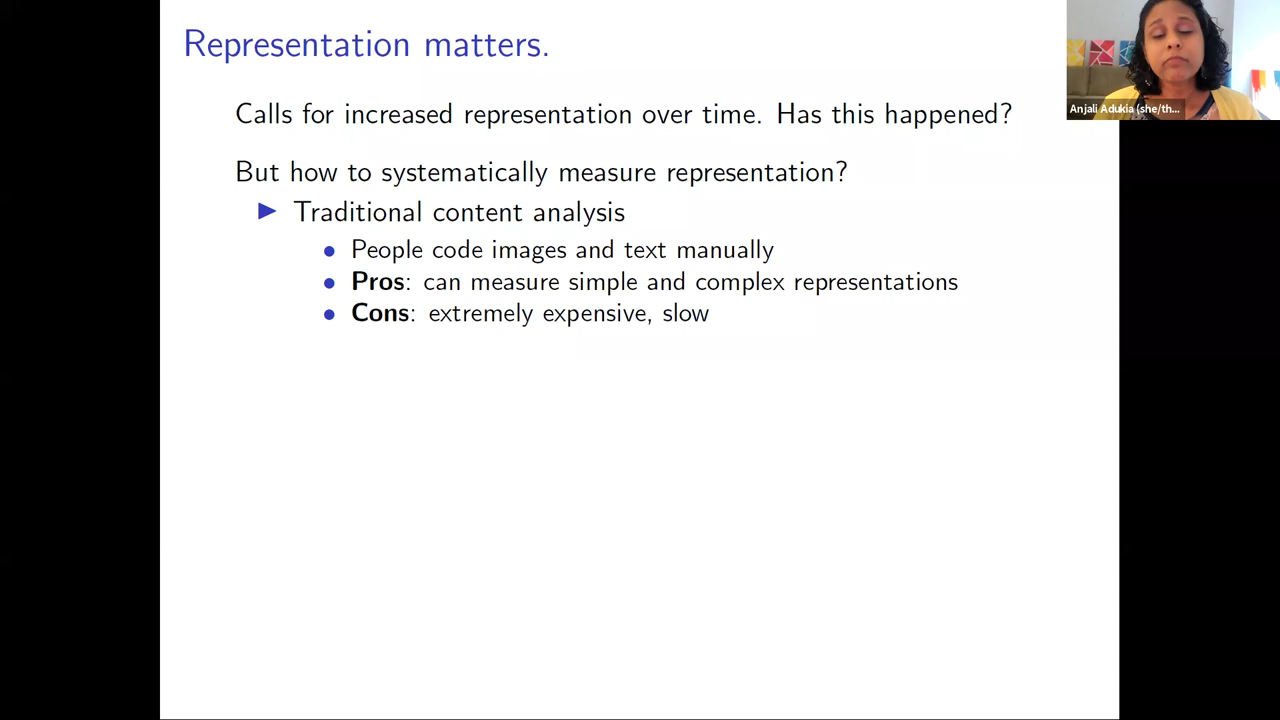 Representation matters.
Calls for increased representation over time. Has this happened?
But how to systematically measure representation?
▶ Traditional content analysis
• People code images and text manually
• Pros: can measure simple and complex representations
• Cons: extremely expensive, slow
Anjali Adukia (she/th...